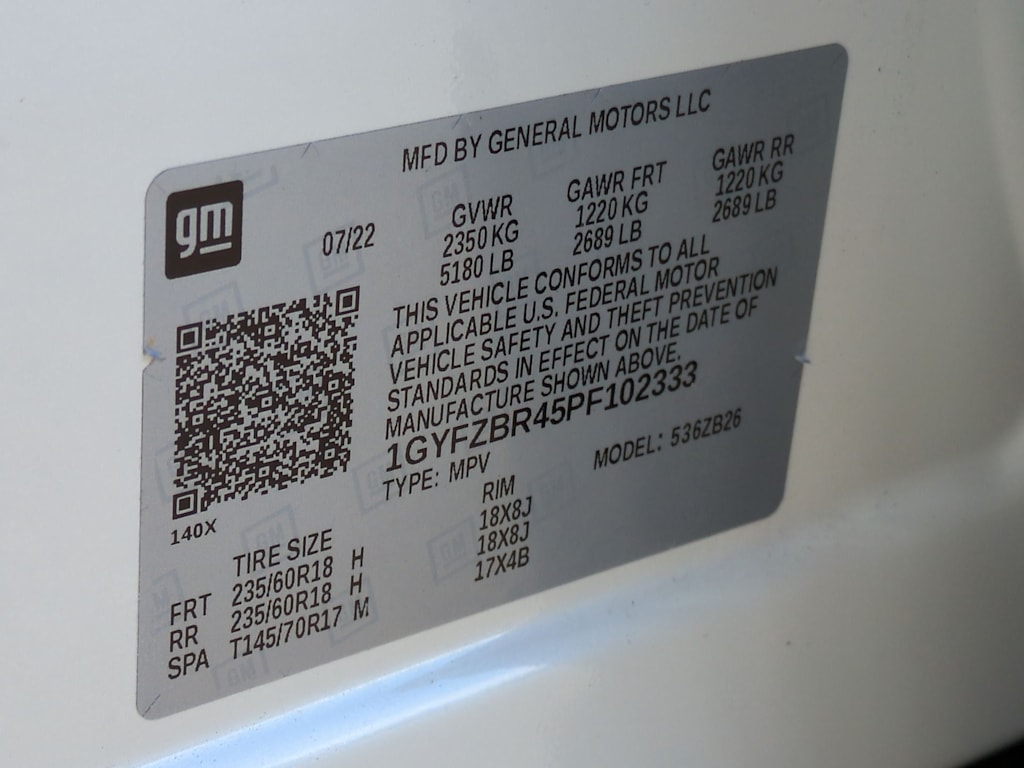 MFD BY GENERAL MOTORS LLC
gm
07/22
GVWR GAWR FRT GAWR RR
2350 KG 1220 KG 1220 KG
5180 LB 2689 LB 2689 LB
THIS VEHICLE CONFORMS TO ALL
APPLICABLE U.S. FEDERAL MOTOR
VEHICLE SAFETY AND THEFT PREVENTION
STANDARDS IN EFFECT ON THE DATE OF
MANUFACTURE SHOWN ABOVE.
1GYFZBR45PF102333
TYPE: MPV MODEL: 536ZB26
140X
TIRE SIZE RIM
FRT 235/60R18 H 18X8J
RR 235/60R18 H 18X8J
SPA T145/70R17 M 17X4B